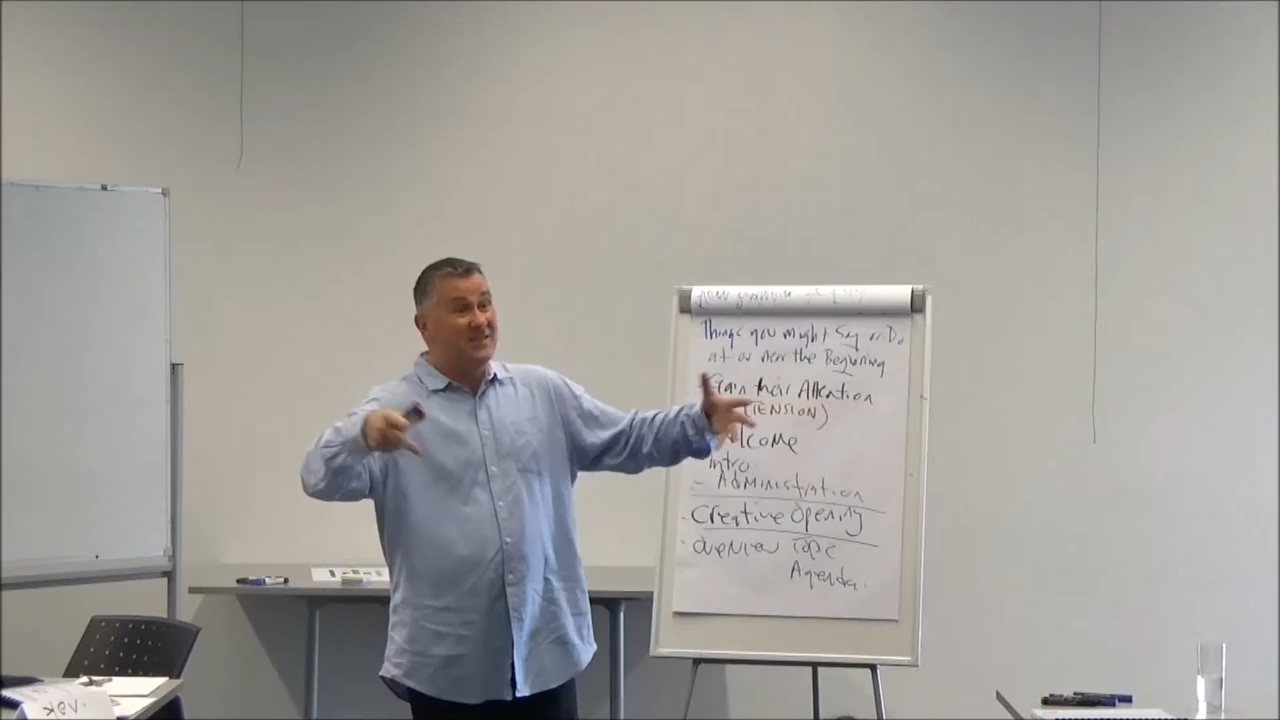 Things you might Say or Do
at or near the Beginning
Gain their Attention
(TENSION)
Welcome
Intro
- Administration
- Creative Opening
- Overview Topic
Agenda.